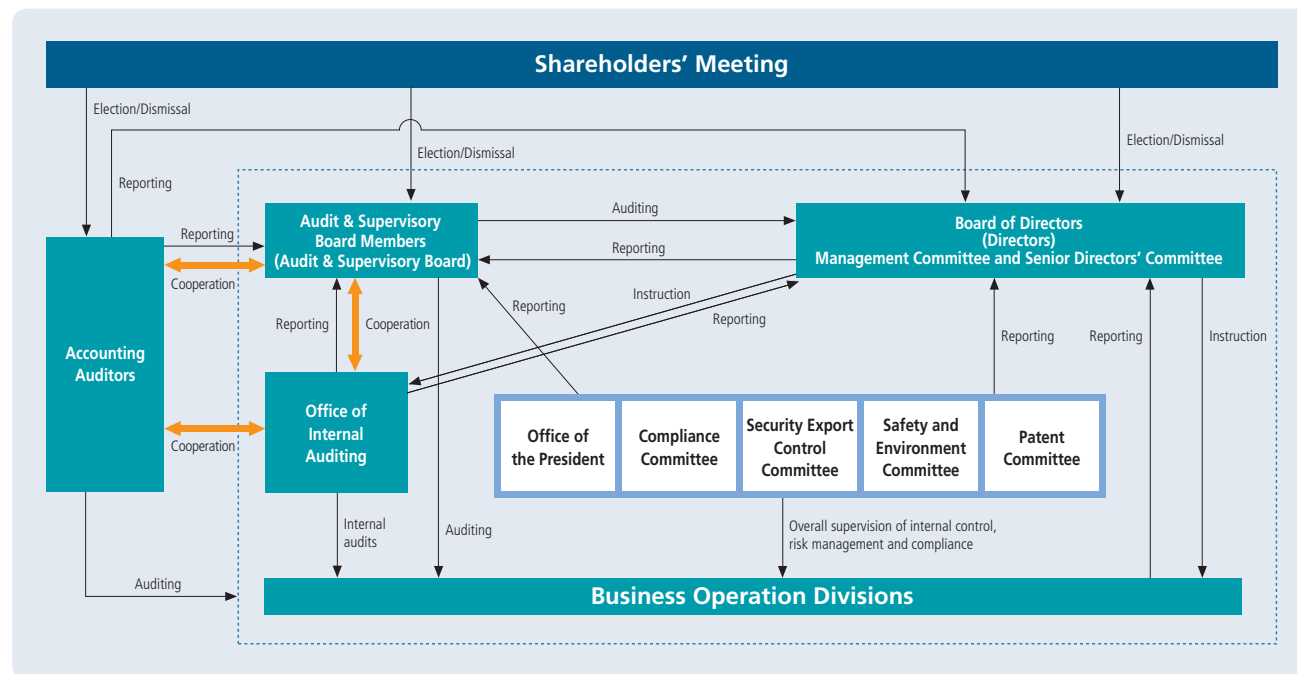 Shareholders’ Meeting
Election/Dismissal
Election/Dismissal
Election/Dismissal
Reporting
Reporting
Cooperation
Audit & Supervisory
Board Members
(Audit & Supervisory Board)
Auditing
Reporting
Board of Directors
(Directors)
Management Committee and Senior Directors’ Committee
Instruction
Reporting
Reporting
Cooperation
Reporting
Reporting
Reporting
Instruction
Accounting
Auditors
Cooperation
Office of
Internal
Auditing
Office of
the President
Compliance
Committee
Security Export
Control
Committee
Safety and
Environment
Committee
Patent
Committee
Internal
audits
Auditing
Overall supervision of internal control,
risk management and compliance
Auditing
Business Operation Divisions